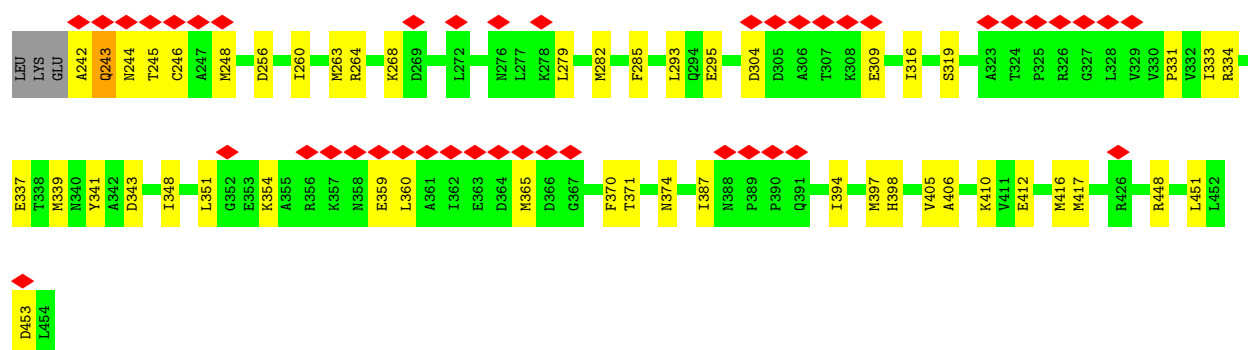 LEU LYS GLU A242 Q243 N244 T245 C246 A247 M248 D256 I260 M263 R264 K268 D269 L272 N276 L277 K278 L279 M282 F285 L293 Q294 E295 D304 D305 A306 T307 K308 E309 I316 S319 A323 T324 P325 R326 G327 L328 V329 V330 P331 V332 I333 R334
E337 T338 M339 N340 Y341 A342 D343 I348 L351 G352 E353 K354 A355 R356 K357 N358 E359 L360 A361 I362 E363 D364 M365 D366 G367 F370 T371 N374 I387 N388 P389 P390 Q391 I394 M397 H398 V405 A406 K410 V411 E412 M416 M417 R426 R448 L451 L452
D453 L454